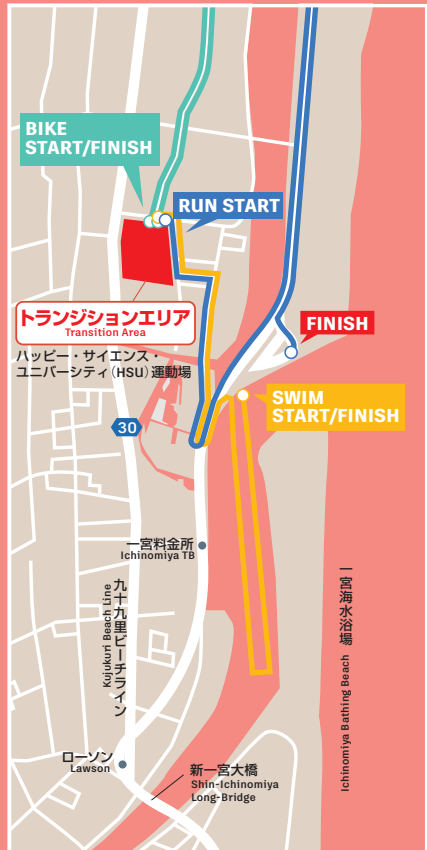 BIKE
START/FINISH
RUN START
トランジションエリア
Transition Area
ハッピー・サイエンス・
ユニバーシティ（HSU）運動場
FINISH
SWIM
START/FINISH
30
一宮料金所
Ichinomiya TB
九十九里ビーチライン
Kujukuri Beach Line
一宮海水浴場
Ichinomiya Bathing Beach
ローソン
Lawson
新一宮大橋
Shin-Ichinomiya
Long-Bridge